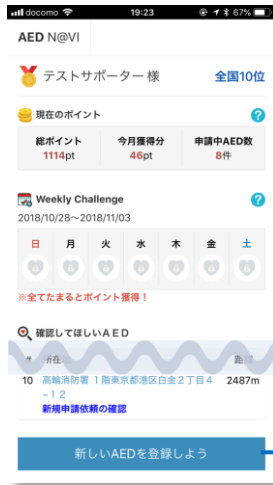 docomo 19:23 67%
AED N@VI
テストサポーター 様 全国10位
現在のポイント ?
総ポイント 今月獲得分 申請中AED数
1114pt 46pt 8件
Weekly Challenge ?
2018/10/28〜2018/11/03
日 月 火 水 木 金 土
※全てたまるとポイント獲得！
確認してほしいＡＥＤ
10 高輪消防署 1階東京都港区白金２丁目４ 2487m
−１２
新規申請依頼の確認
新しいAEDを登録しよう